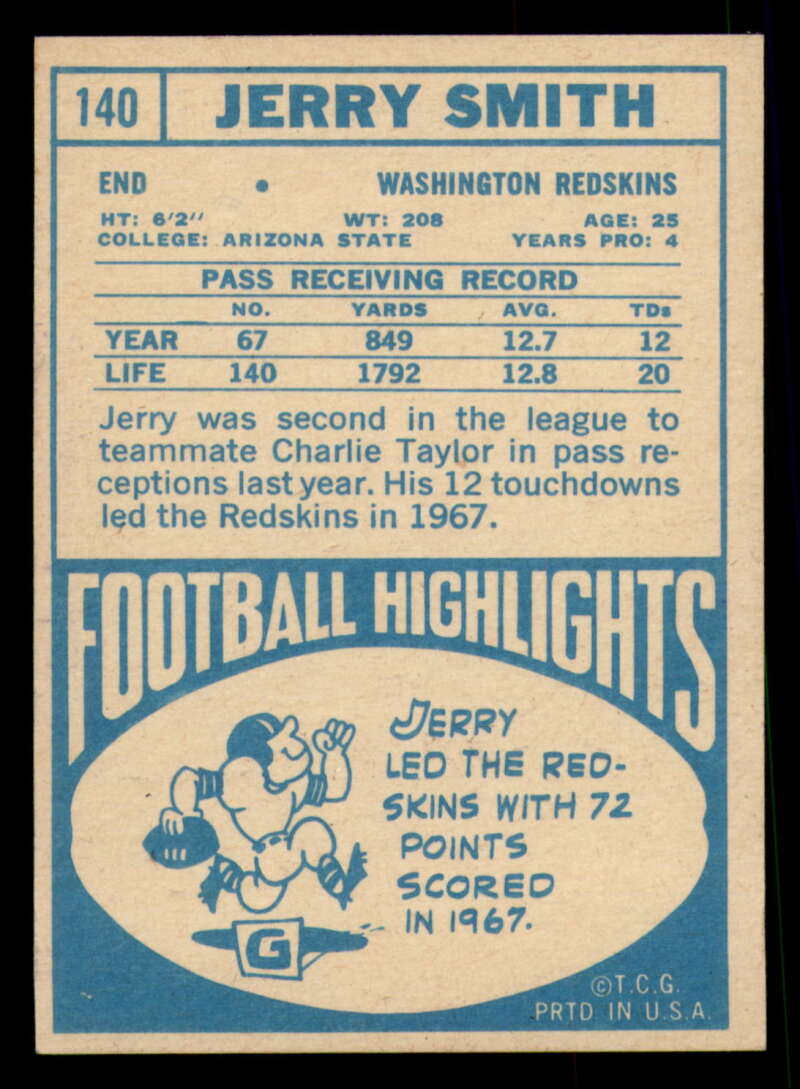 140 JERRY SMITH
END • WASHINGTON REDSKINS
HT: 6'2" WT: 208 AGE: 25
COLLEGE: ARIZONA STATE YEARS PRO: 4
PASS RECEIVING RECORD
NO. YARDS AVG. TDs
YEAR 67 849 12.7 12
LIFE 140 1792 12.8 20
Jerry was second in the league to
teammate Charlie Taylor in pass re-
ceptions last year. His 12 touchdowns
led the Redskins in 1967.
FOOTBALL HIGHLIGHTS
JERRY
LED THE RED-
SKINS WITH 72
POINTS
SCORED
IN 1967.
G
©T.C.G.
PRTD IN U.S.A.